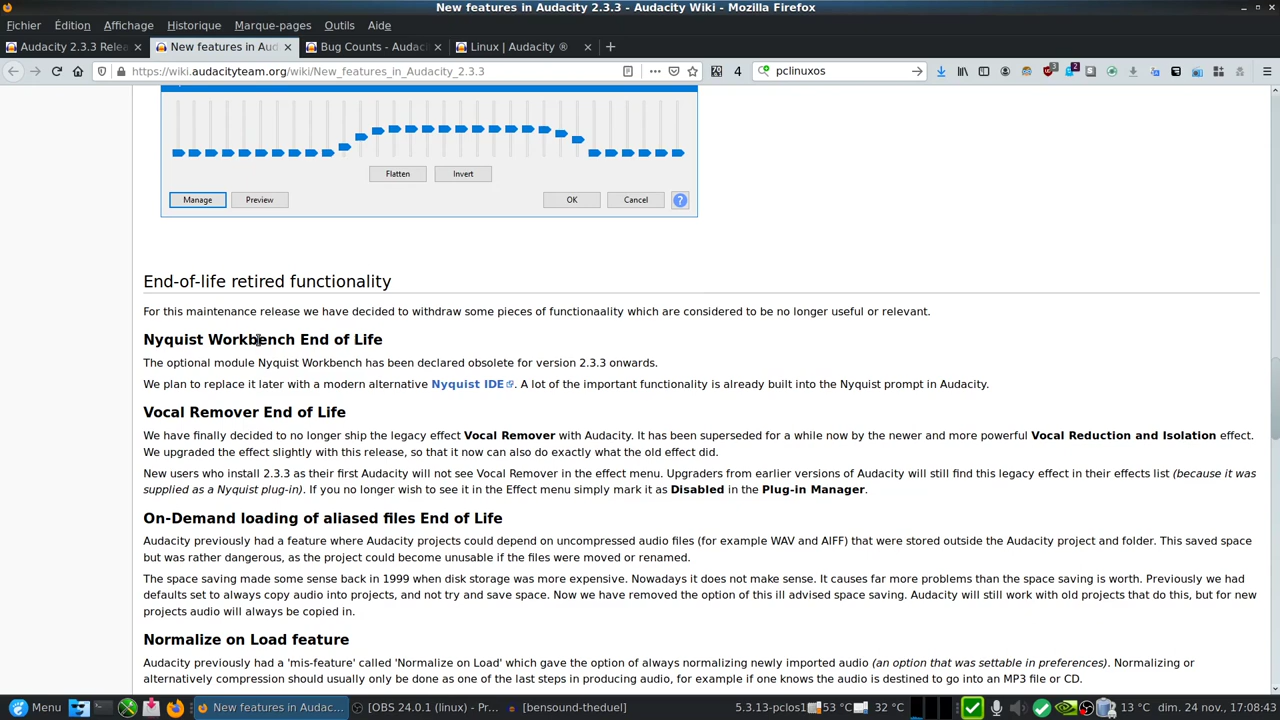 New features in Audacity 2.3.3 - Audacity Wiki - Mozilla Firefox
Fichier Édition Affichage Historique Marque-pages Outils Aide
Audacity 2.3.3 Relea New features in Aud Bug Counts - Audac Linux | Audacity ®
https://wiki.audacityteam.org/wiki/New_features_in_Audacity_2.3.3 4 pclinuxos 3 2
Flatten Invert
Manage Preview OK Cancel ?
End-of-life retired functionality
For this maintenance release we have decided to withdraw some pieces of functionaality which are considered to be no longer useful or relevant.
Nyquist Workbench End of Life
The optional module Nyquist Workbench has been declared obsolete for version 2.3.3 onwards.
We plan to replace it later with a modern alternative Nyquist IDE. A lot of the important functionality is already built into the Nyquist prompt in Audacity.
Vocal Remover End of Life
We have finally decided to no longer ship the legacy effect Vocal Remover with Audacity. It has been superseded for a while now by the newer and more powerful Vocal Reduction and Isolation effect.
We upgraded the effect slightly with this release, so that it now can also do exactly what the old effect did.
New users who install 2.3.3 as their first Audacity will not see Vocal Remover in the effect menu. Upgraders from earlier versions of Audacity will still find this legacy effect in their effects list (because it was
supplied as a Nyquist plug-in). If you no longer wish to see it in the Effect menu simply mark it as Disabled in the Plug-in Manager.
On-Demand loading of aliased files End of Life
Audacity previously had a feature where Audacity projects could depend on uncompressed audio files (for example WAV and AIFF) that were stored outside the Audacity project and folder. This saved space
but was rather dangerous, as the project could become unusable if the files were moved or renamed.
The space saving made some sense back in 1999 when disk storage was more expensive. Nowadays it does not make sense. It causes far more problems than the space saving is worth. Previously we had
defaults set to always copy audio into projects, and not try and save space. Now we have removed the option of this ill advised space saving. Audacity will still work with old projects that do this, but for new
projects audio will always be copied in.
Normalize on Load feature
Audacity previously had a 'mis-feature' called 'Normalize on Load' which gave the option of always normalizing newly imported audio (an option that was settable in preferences). Normalizing or
alternatively compression should usually only be done as one of the last steps in producing audio, for example if one knows the audio is destined to go into an MP3 file or CD.
Menu New features in Audac... [OBS 24.0.1 (linux) - Pr... [bensound-theduel] 5.3.13-pclos1 53 °C 32 °C 13 °C dim. 24 nov., 17:08:43